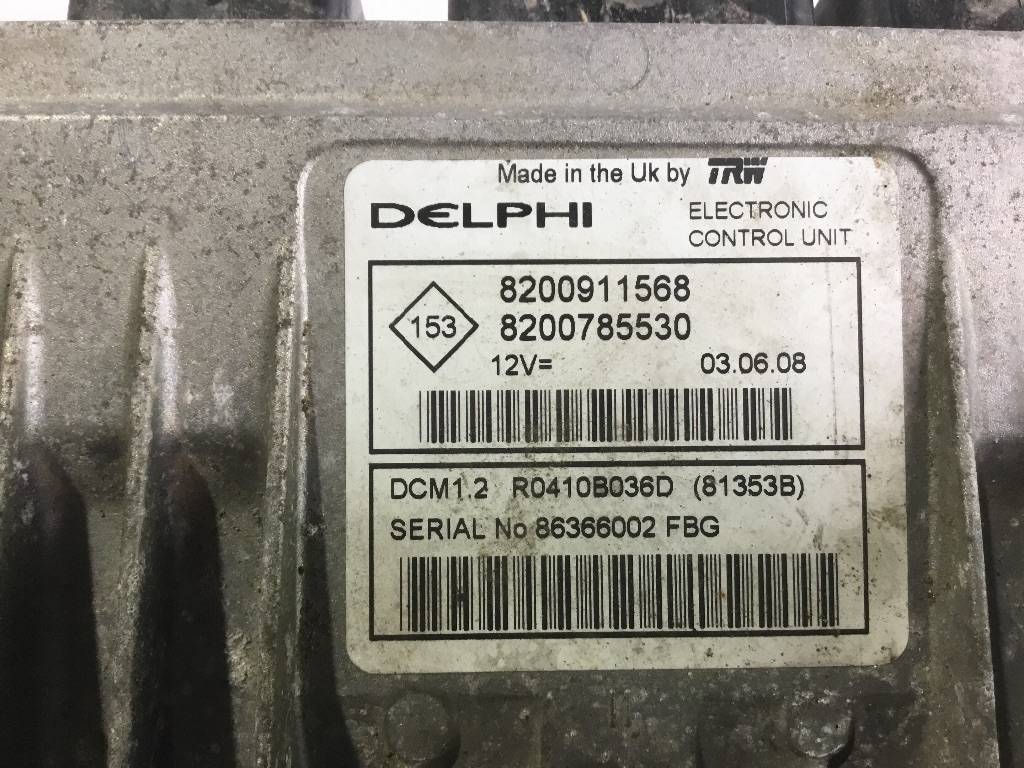 Made in the Uk by TRW
DELPHI
ELECTRONIC
CONTROL UNIT
8200911568
153
8200785530
12V= 03.06.08
DCM1.2 R0410B036D (81353B)
SERIAL No 86366002 FBG